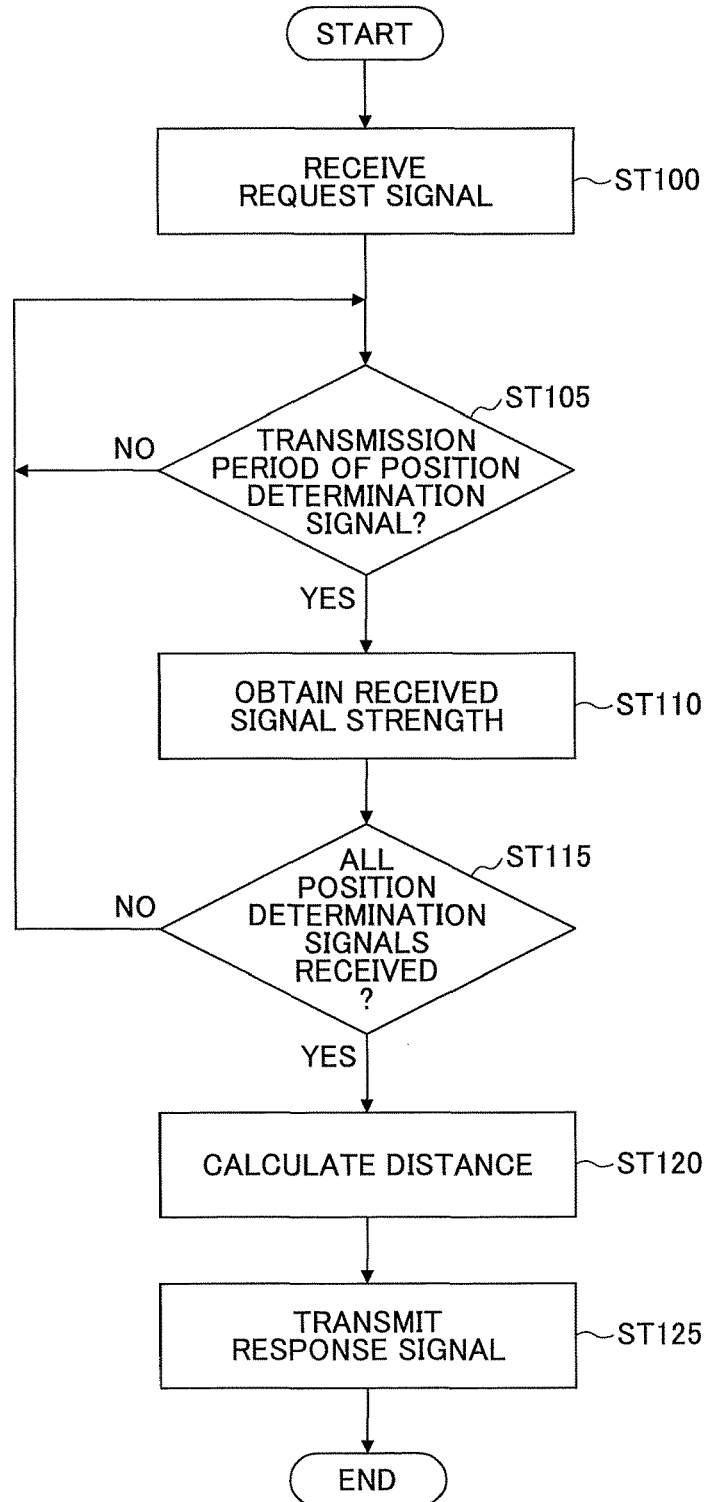 START
RECEIVE
REQUEST SIGNAL
ST100
ST105
TRANSMISSION
PERIOD OF POSITION
DETERMINATION
SIGNAL?
NO
YES
OBTAIN RECEIVED
SIGNAL STRENGTH
ST110
ST115
ALL
POSITION
DETERMINATION
SIGNALS
RECEIVED
?
NO
YES
CALCULATE DISTANCE
ST120
TRANSMIT
RESPONSE SIGNAL
ST125
END